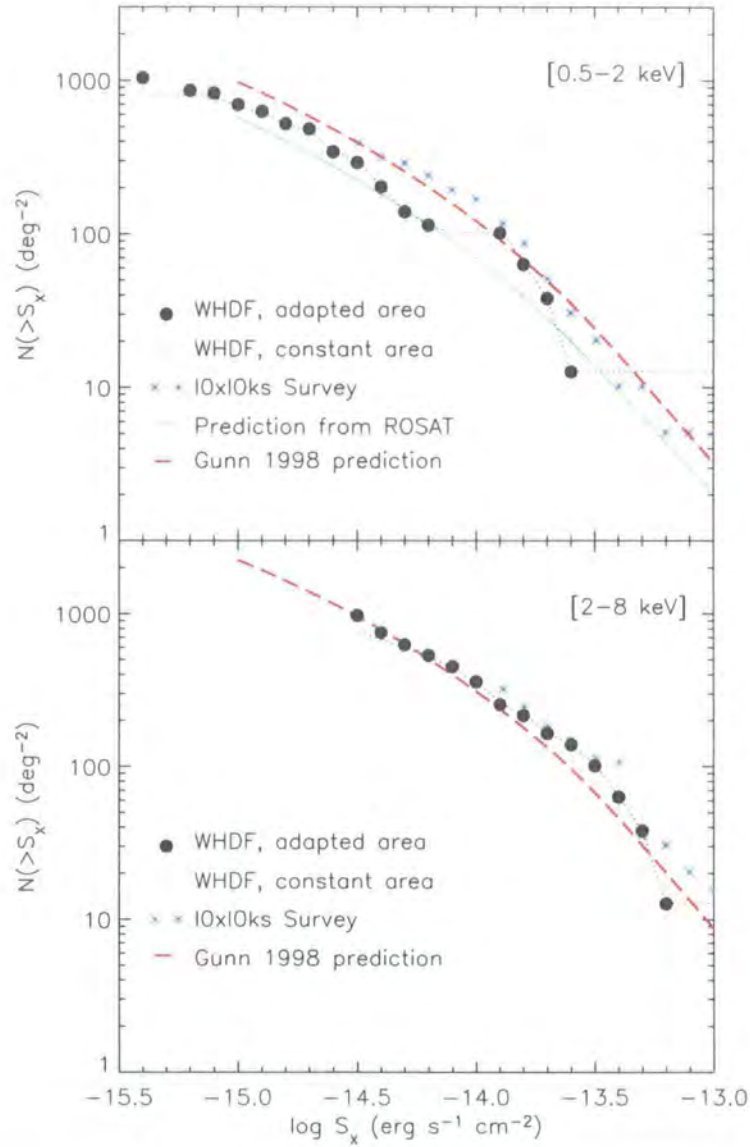 [0.5−2 keV]
1000
100
10
1
N(>Sₓ) (deg⁻²)
WHDF, adapted area
WHDF, constant area
10x10ks Survey
Prediction from ROSAT
Gunn 1998 prediction
[2−8 keV]
1000
100
10
1
N(>Sₓ) (deg⁻²)
WHDF, adapted area
WHDF, constant area
10x10ks Survey
Gunn 1998 prediction
−15.5 −15.0 −14.5 −14.0 −13.5 −13.0
log Sₓ (erg s⁻¹ cm⁻²)